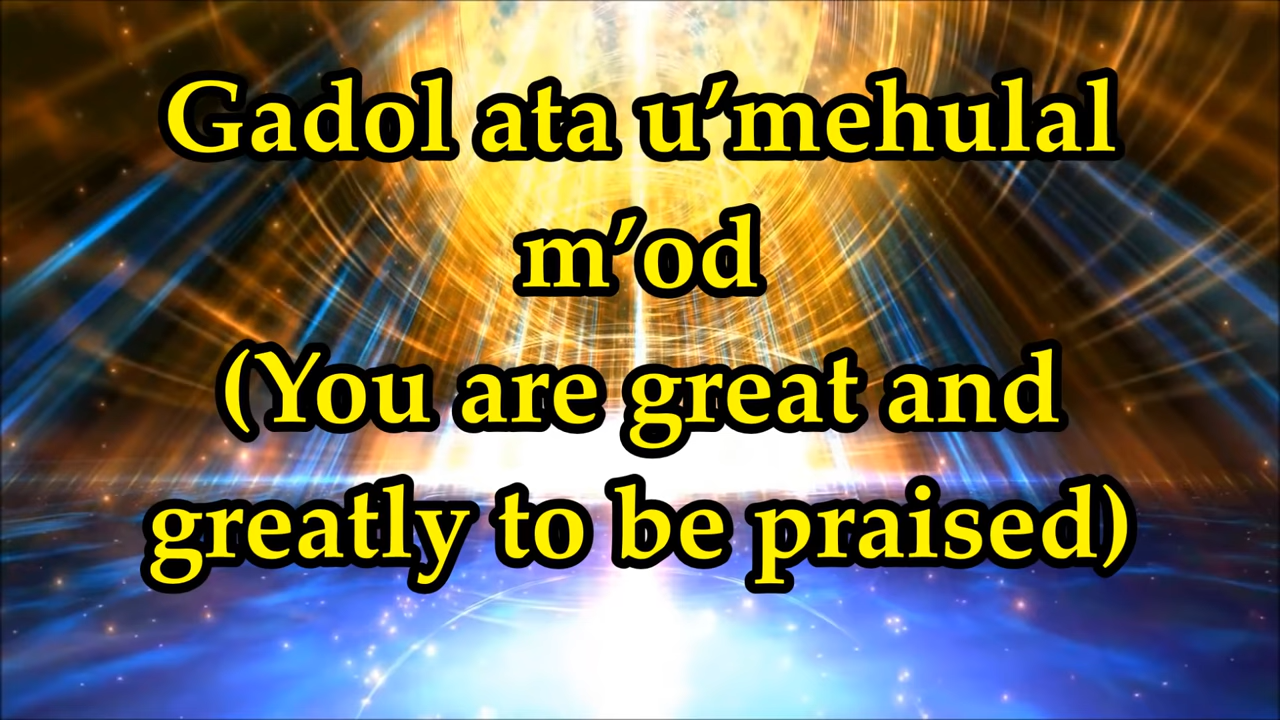 Gadol ata u’mehulal
m’od
(You are great and
greatly to be praised)